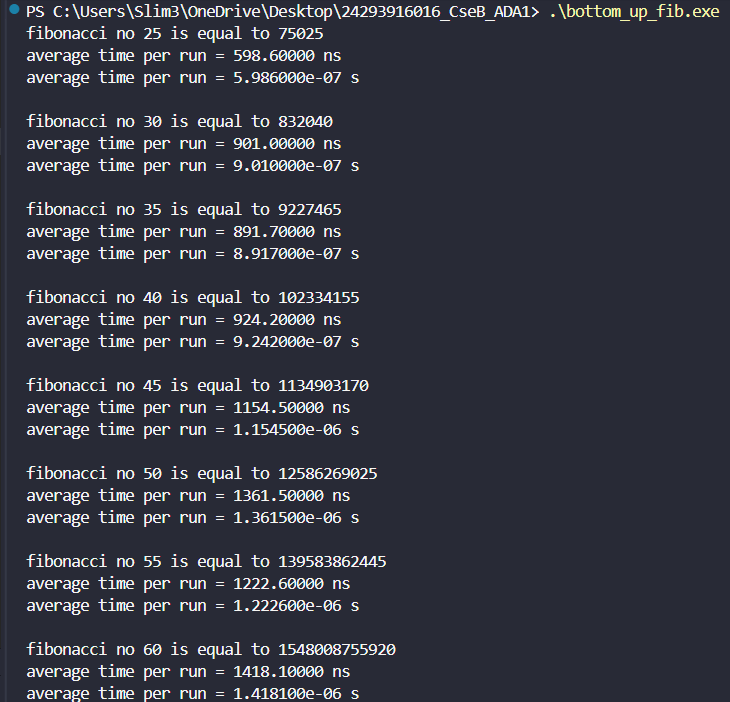 PS C:\Users\Slim3\OneDrive\Desktop\24293916016_CseB_ADA1> .\bottom_up_fib.exe
fibonacci no 25 is equal to 75025
average time per run = 598.60000 ns
average time per run = 5.986000e-07 s
fibonacci no 30 is equal to 832040
average time per run = 901.00000 ns
average time per run = 9.010000e-07 s
fibonacci no 35 is equal to 9227465
average time per run = 891.70000 ns
average time per run = 8.917000e-07 s
fibonacci no 40 is equal to 102334155
average time per run = 924.20000 ns
average time per run = 9.242000e-07 s
fibonacci no 45 is equal to 1134903170
average time per run = 1154.50000 ns
average time per run = 1.154500e-06 s
fibonacci no 50 is equal to 12586269025
average time per run = 1361.50000 ns
average time per run = 1.361500e-06 s
fibonacci no 55 is equal to 139583862445
average time per run = 1222.60000 ns
average time per run = 1.222600e-06 s
fibonacci no 60 is equal to 1548008755920
average time per run = 1418.10000 ns
average time per run = 1.418100e-06 s